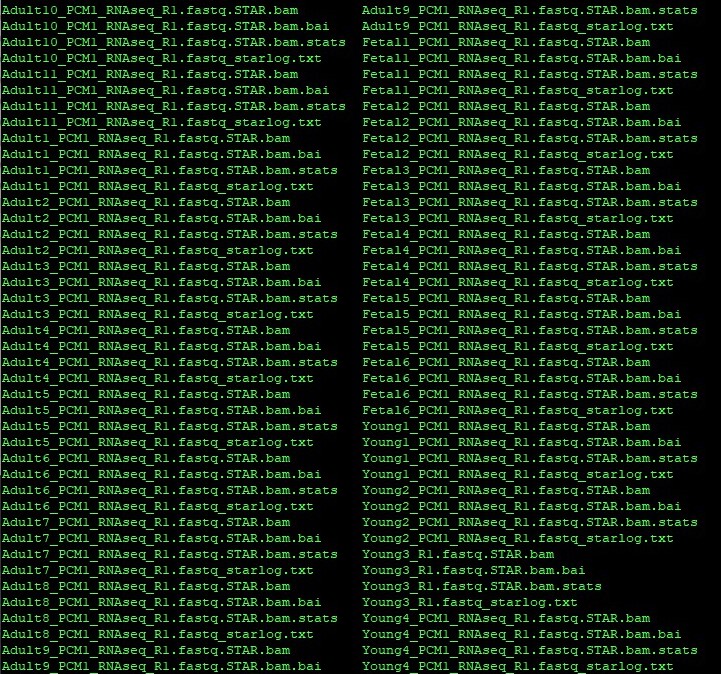 Adult10_PCM1_RNAseq_R1.fastq.STAR.bam
Adult10_PCM1_RNAseq_R1.fastq.STAR.bam.bai
Adult10_PCM1_RNAseq_R1.fastq.STAR.bam.stats
Adult10_PCM1_RNAseq_R1.fastq_starlog.txt
Adult11_PCM1_RNAseq_R1.fastq.STAR.bam
Adult11_PCM1_RNAseq_R1.fastq.STAR.bam.bai
Adult11_PCM1_RNAseq_R1.fastq.STAR.bam.stats
Adult11_PCM1_RNAseq_R1.fastq_starlog.txt
Adult1_PCM1_RNAseq_R1.fastq.STAR.bam
Adult1_PCM1_RNAseq_R1.fastq.STAR.bam.bai
Adult1_PCM1_RNAseq_R1.fastq.STAR.bam.stats
Adult1_PCM1_RNAseq_R1.fastq_starlog.txt
Adult2_PCM1_RNAseq_R1.fastq.STAR.bam
Adult2_PCM1_RNAseq_R1.fastq.STAR.bam.bai
Adult2_PCM1_RNAseq_R1.fastq.STAR.bam.stats
Adult2_PCM1_RNAseq_R1.fastq_starlog.txt
Adult3_PCM1_RNAseq_R1.fastq.STAR.bam
Adult3_PCM1_RNAseq_R1.fastq.STAR.bam.bai
Adult3_PCM1_RNAseq_R1.fastq.STAR.bam.stats
Adult3_PCM1_RNAseq_R1.fastq_starlog.txt
Adult4_PCM1_RNAseq_R1.fastq.STAR.bam
Adult4_PCM1_RNAseq_R1.fastq.STAR.bam.bai
Adult4_PCM1_RNAseq_R1.fastq.STAR.bam.stats
Adult4_PCM1_RNAseq_R1.fastq_starlog.txt
Adult5_PCM1_RNAseq_R1.fastq.STAR.bam
Adult5_PCM1_RNAseq_R1.fastq.STAR.bam.bai
Adult5_PCM1_RNAseq_R1.fastq.STAR.bam.stats
Adult5_PCM1_RNAseq_R1.fastq_starlog.txt
Adult6_PCM1_RNAseq_R1.fastq.STAR.bam
Adult6_PCM1_RNAseq_R1.fastq.STAR.bam.bai
Adult6_PCM1_RNAseq_R1.fastq.STAR.bam.stats
Adult6_PCM1_RNAseq_R1.fastq_starlog.txt
Adult7_PCM1_RNAseq_R1.fastq.STAR.bam
Adult7_PCM1_RNAseq_R1.fastq.STAR.bam.bai
Adult7_PCM1_RNAseq_R1.fastq.STAR.bam.stats
Adult7_PCM1_RNAseq_R1.fastq_starlog.txt
Adult8_PCM1_RNAseq_R1.fastq.STAR.bam
Adult8_PCM1_RNAseq_R1.fastq.STAR.bam.bai
Adult8_PCM1_RNAseq_R1.fastq.STAR.bam.stats
Adult8_PCM1_RNAseq_R1.fastq_starlog.txt
Adult9_PCM1_RNAseq_R1.fastq.STAR.bam
Adult9_PCM1_RNAseq_R1.fastq.STAR.bam.bai
Adult9_PCM1_RNAseq_R1.fastq.STAR.bam.stats
Adult9_PCM1_RNAseq_R1.fastq_starlog.txt
Fetal1_PCM1_RNAseq_R1.fastq.STAR.bam
Fetal1_PCM1_RNAseq_R1.fastq.STAR.bam.bai
Fetal1_PCM1_RNAseq_R1.fastq.STAR.bam.stats
Fetal1_PCM1_RNAseq_R1.fastq_starlog.txt
Fetal2_PCM1_RNAseq_R1.fastq.STAR.bam
Fetal2_PCM1_RNAseq_R1.fastq.STAR.bam.bai
Fetal2_PCM1_RNAseq_R1.fastq.STAR.bam.stats
Fetal2_PCM1_RNAseq_R1.fastq_starlog.txt
Fetal3_PCM1_RNAseq_R1.fastq.STAR.bam
Fetal3_PCM1_RNAseq_R1.fastq.STAR.bam.bai
Fetal3_PCM1_RNAseq_R1.fastq.STAR.bam.stats
Fetal3_PCM1_RNAseq_R1.fastq_starlog.txt
Fetal4_PCM1_RNAseq_R1.fastq.STAR.bam
Fetal4_PCM1_RNAseq_R1.fastq.STAR.bam.bai
Fetal4_PCM1_RNAseq_R1.fastq.STAR.bam.stats
Fetal4_PCM1_RNAseq_R1.fastq_starlog.txt
Fetal5_PCM1_RNAseq_R1.fastq.STAR.bam
Fetal5_PCM1_RNAseq_R1.fastq.STAR.bam.bai
Fetal5_PCM1_RNAseq_R1.fastq.STAR.bam.stats
Fetal5_PCM1_RNAseq_R1.fastq_starlog.txt
Fetal6_PCM1_RNAseq_R1.fastq.STAR.bam
Fetal6_PCM1_RNAseq_R1.fastq.STAR.bam.bai
Fetal6_PCM1_RNAseq_R1.fastq.STAR.bam.stats
Fetal6_PCM1_RNAseq_R1.fastq_starlog.txt
Young1_PCM1_RNAseq_R1.fastq.STAR.bam
Young1_PCM1_RNAseq_R1.fastq.STAR.bam.bai
Young1_PCM1_RNAseq_R1.fastq.STAR.bam.stats
Young1_PCM1_RNAseq_R1.fastq_starlog.txt
Young2_PCM1_RNAseq_R1.fastq.STAR.bam
Young2_PCM1_RNAseq_R1.fastq.STAR.bam.bai
Young2_PCM1_RNAseq_R1.fastq.STAR.bam.stats
Young2_PCM1_RNAseq_R1.fastq_starlog.txt
Young3_R1.fastq.STAR.bam
Young3_R1.fastq.STAR.bam.bai
Young3_R1.fastq.STAR.bam.stats
Young3_R1.fastq_starlog.txt
Young4_PCM1_RNAseq_R1.fastq.STAR.bam
Young4_PCM1_RNAseq_R1.fastq.STAR.bam.bai
Young4_PCM1_RNAseq_R1.fastq.STAR.bam.stats
Young4_PCM1_RNAseq_R1.fastq_starlog.txt